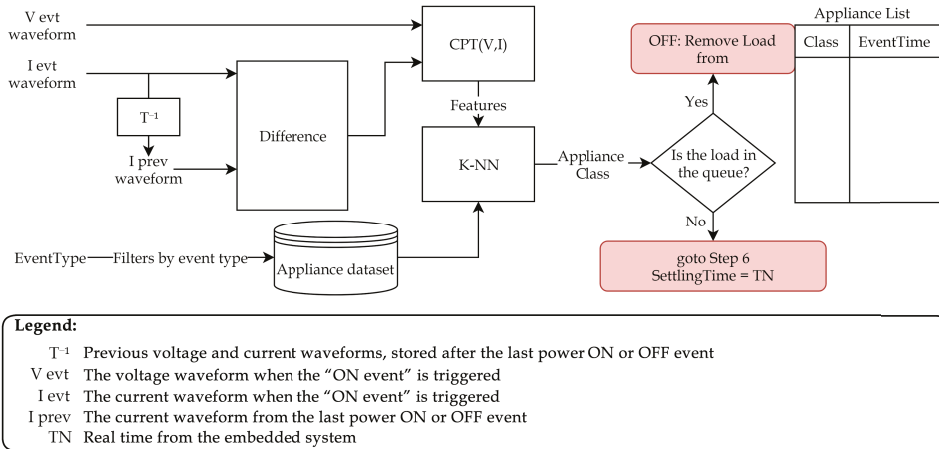 V evt
waveform
I evt
waveform
T⁻¹
I prev
waveform
Difference
CPT(V,I)
Features
K-NN
EventType
Filters by event type
Appliance dataset
Appliance
Class
Is the load in
the queue?
Yes
OFF: Remove Load
from
No
goto Step 6
SettlingTime = TN
Appliance List
Class EventTime
Legend:
T⁻¹ Previous voltage and current waveforms, stored after the last power ON or OFF event
V evt The voltage waveform when the “ON event” is triggered
I evt The current waveform when the “ON event” is triggered
I prev The current waveform from the last power ON or OFF event
TN Real time from the embedded system